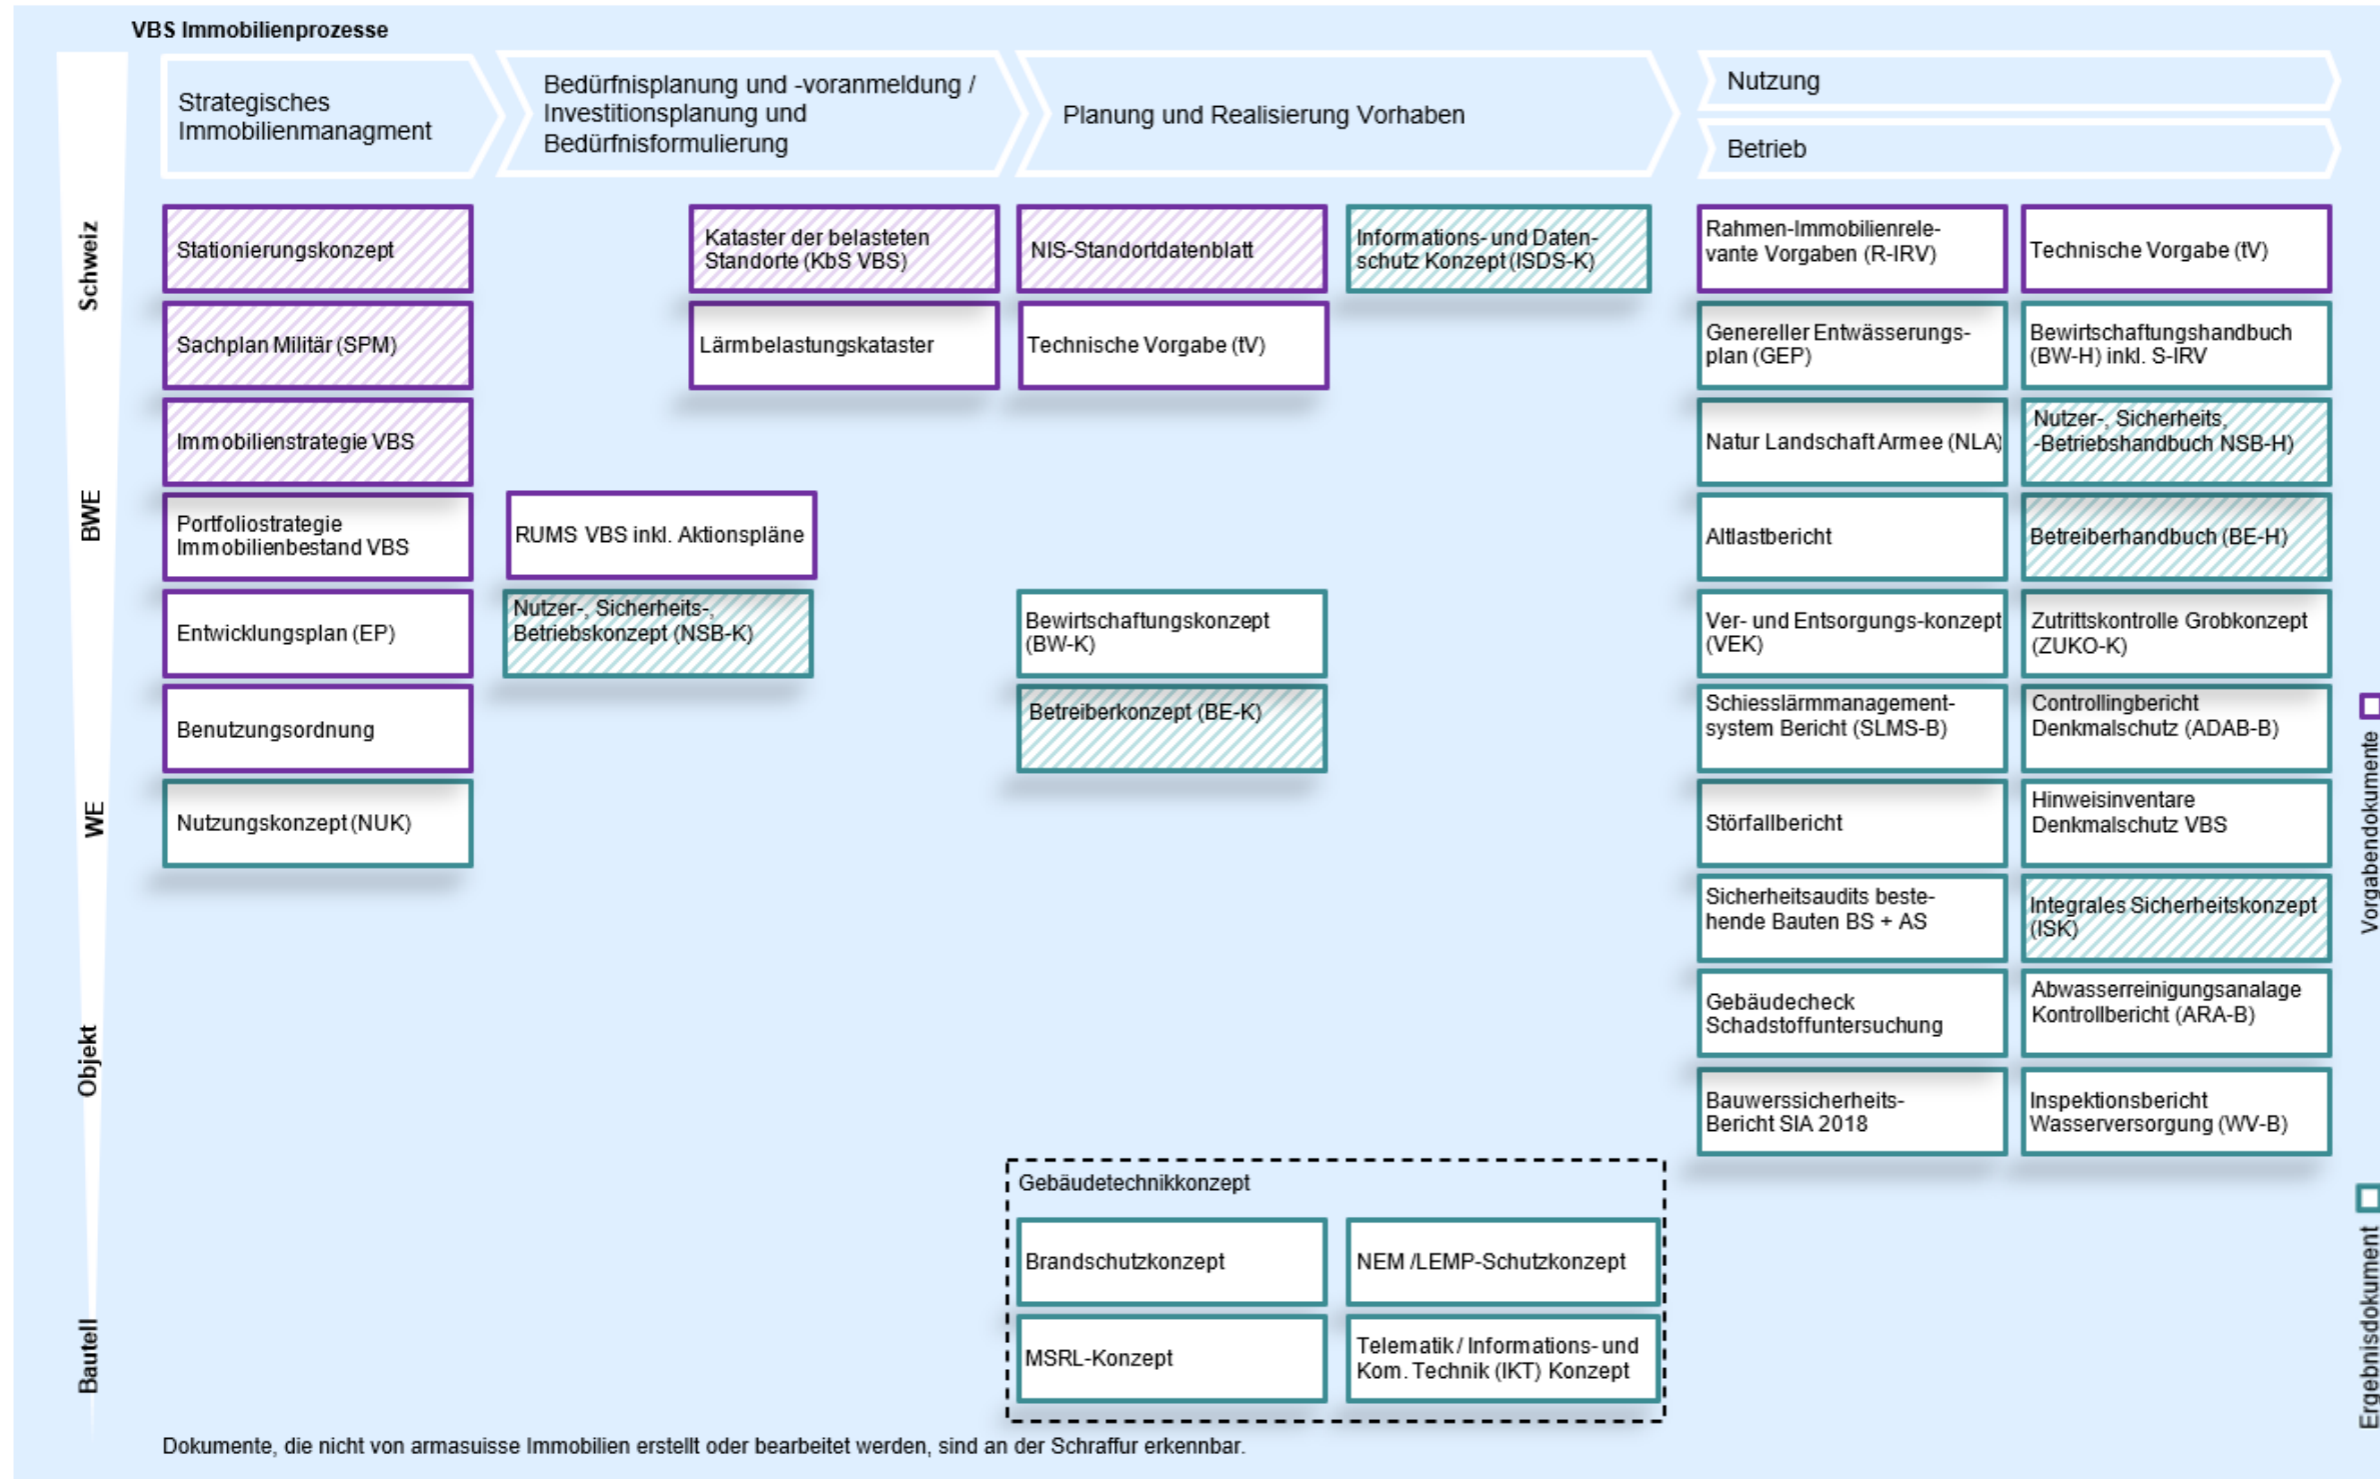 VBS Immobilienprozesse
Strategisches
Immobilienmanagment
Bedürfnisplanung und -voranmeldung /
Investitionsplanung und
Bedürfnisformulierung
Planung und Realisierung Vorhaben
Nutzung
Betrieb
Schweiz
BWE
WE
Objekt
Bauteil
Stationierungskonzept
Sachplan Militär (SPM)
Immobilienstrategie VBS
Portfoliostrategie
Immobilienbestand VBS
Entwicklungsplan (EP)
Benutzungsordnung
Nutzungskonzept (NUK)
Kataster der belasteten
Standorte (KbS VBS)
Lärmbelastungskataster
RUMS VBS inkl. Aktionspläne
Nutzer-, Sicherheits-,
Betriebskonzept (NSB-K)
NIS-Standortdatenblatt
Technische Vorgabe (tV)
Informations- und Daten-
schutz Konzept (ISDS-K)
Bewirtschaftungskonzept
(BW-K)
Betreiberkonzept (BE-K)
Gebäudetechnikkonzept
Brandschutzkonzept
NEM /LEMP-Schutzkonzept
MSRL-Konzept
Telematik / Informations- und
Kom. Technik (IKT) Konzept
Rahmen-Immobilienrele-
vante Vorgaben (R-IRV)
Technische Vorgabe (tV)
Genereller Entwässerungs-
plan (GEP)
Bewirtschaftungshandbuch
(BW-H) inkl. S-IRV
Natur Landschaft Armee (NLA)
Nutzer-, Sicherheits,
-Betriebshandbuch NSB-H)
Altlastbericht
Betreiberhandbuch (BE-H)
Ver- und Entsorgungs-konzept
(VEK)
Zutrittskontrolle Grobkonzept
(ZUKO-K)
Schiesslärmmanagement-
system Bericht (SLMS-B)
Controllingbericht
Denkmalschutz (ADAB-B)
Störfallbericht
Hinweisinventare
Denkmalschutz VBS
Sicherheitsaudits beste-
hende Bauten BS + AS
Integrales Sicherheitskonzept
(ISK)
Gebäudecheck
Schadstoffuntersuchung
Abwasserreinigungsanalage
Kontrollbericht (ARA-B)
Bauwerssicherheits-
Bericht SIA 2018
Inspektionsbericht
Wasserversorgung (WV-B)
Vorgabendokumente
Ergebnisdokument
Dokumente, die nicht von armasuisse Immobilien erstellt oder bearbeitet werden, sind an der Schraffur erkennbar.